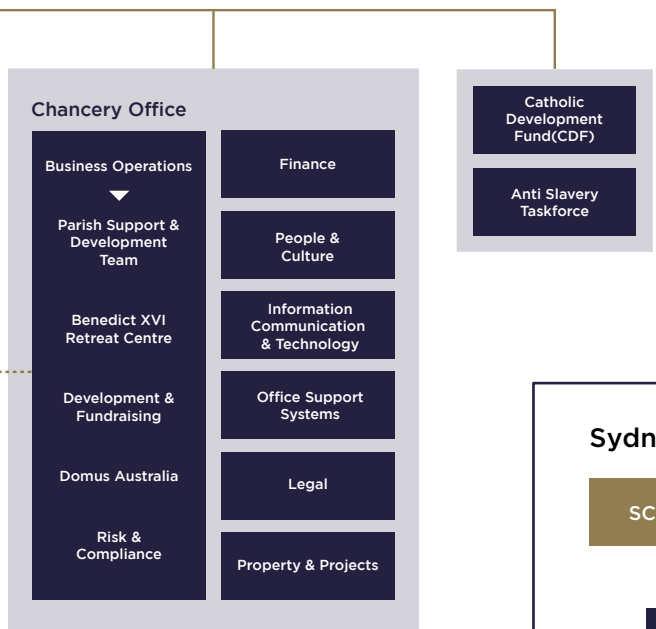 Chancery Office
Business Operations
Parish Support &
Development
Team
Benedict XVI
Retreat Centre
Development &
Fundraising
Domus Australia
Risk &
Compliance
Finance
People &
Culture
Information
Communication
& Technology
Office Support
Systems
Legal
Property & Projects
Catholic
Development
Fund(CDF)
Anti Slavery
Taskforce
Sydn
SC